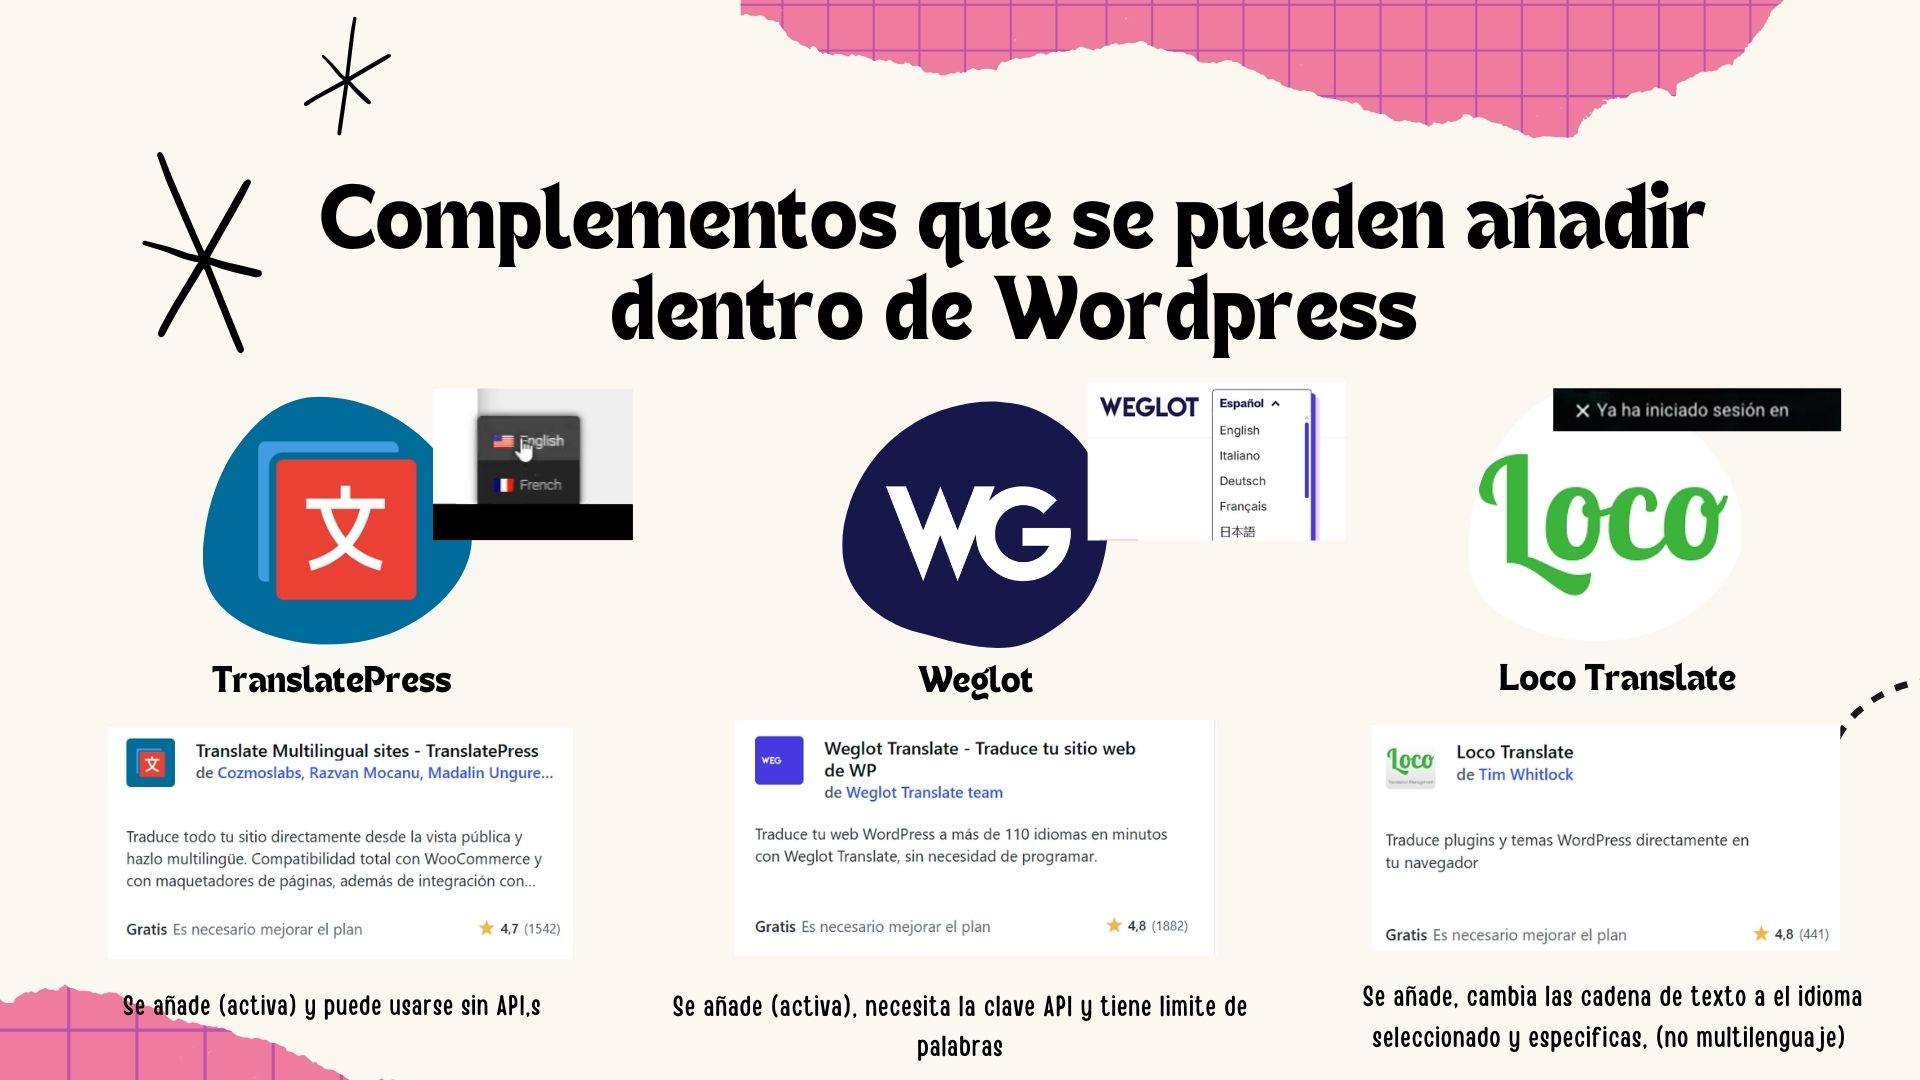 Complementos que se pueden añadir
dentro de Wordpress
文
English
French
TranslatePress
文
Translate Multilingual sites - TranslatePress
de Cozmoslabs, Razvan Mocanu, Madalin Ungure...
Traduce todo tu sitio directamente desde la vista pública y
hazlo multilingüe. Compatibilidad total con WooCommerce y
con maquetadores de páginas, además de integración con...
Gratis Es necesario mejorar el plan
4,7 (1542)
Se añade (activa) y puede usarse sin API,s
WG
WEGLOT
Español
English
Italiano
Deutsch
Français
日本語
Weglot
WEG
Weglot Translate - Traduce tu sitio web
de WP
de Weglot Translate team
Traduce tu web WordPress a más de 110 idiomas en minutos
con Weglot Translate, sin necesidad de programar.
Gratis Es necesario mejorar el plan
4,8 (1882)
Se añade (activa), necesita la clave API y tiene limite de
palabras
Ya ha iniciado sesión en
Loco
Loco Translate
Loco
Loco Translate
de Tim Whitlock
Traduce plugins y temas WordPress directamente en
tu navegador
Gratis Es necesario mejorar el plan
4,8 (441)
Se añade, cambia las cadena de texto a el idioma
seleccionado y especificas, (no multilenguaje)